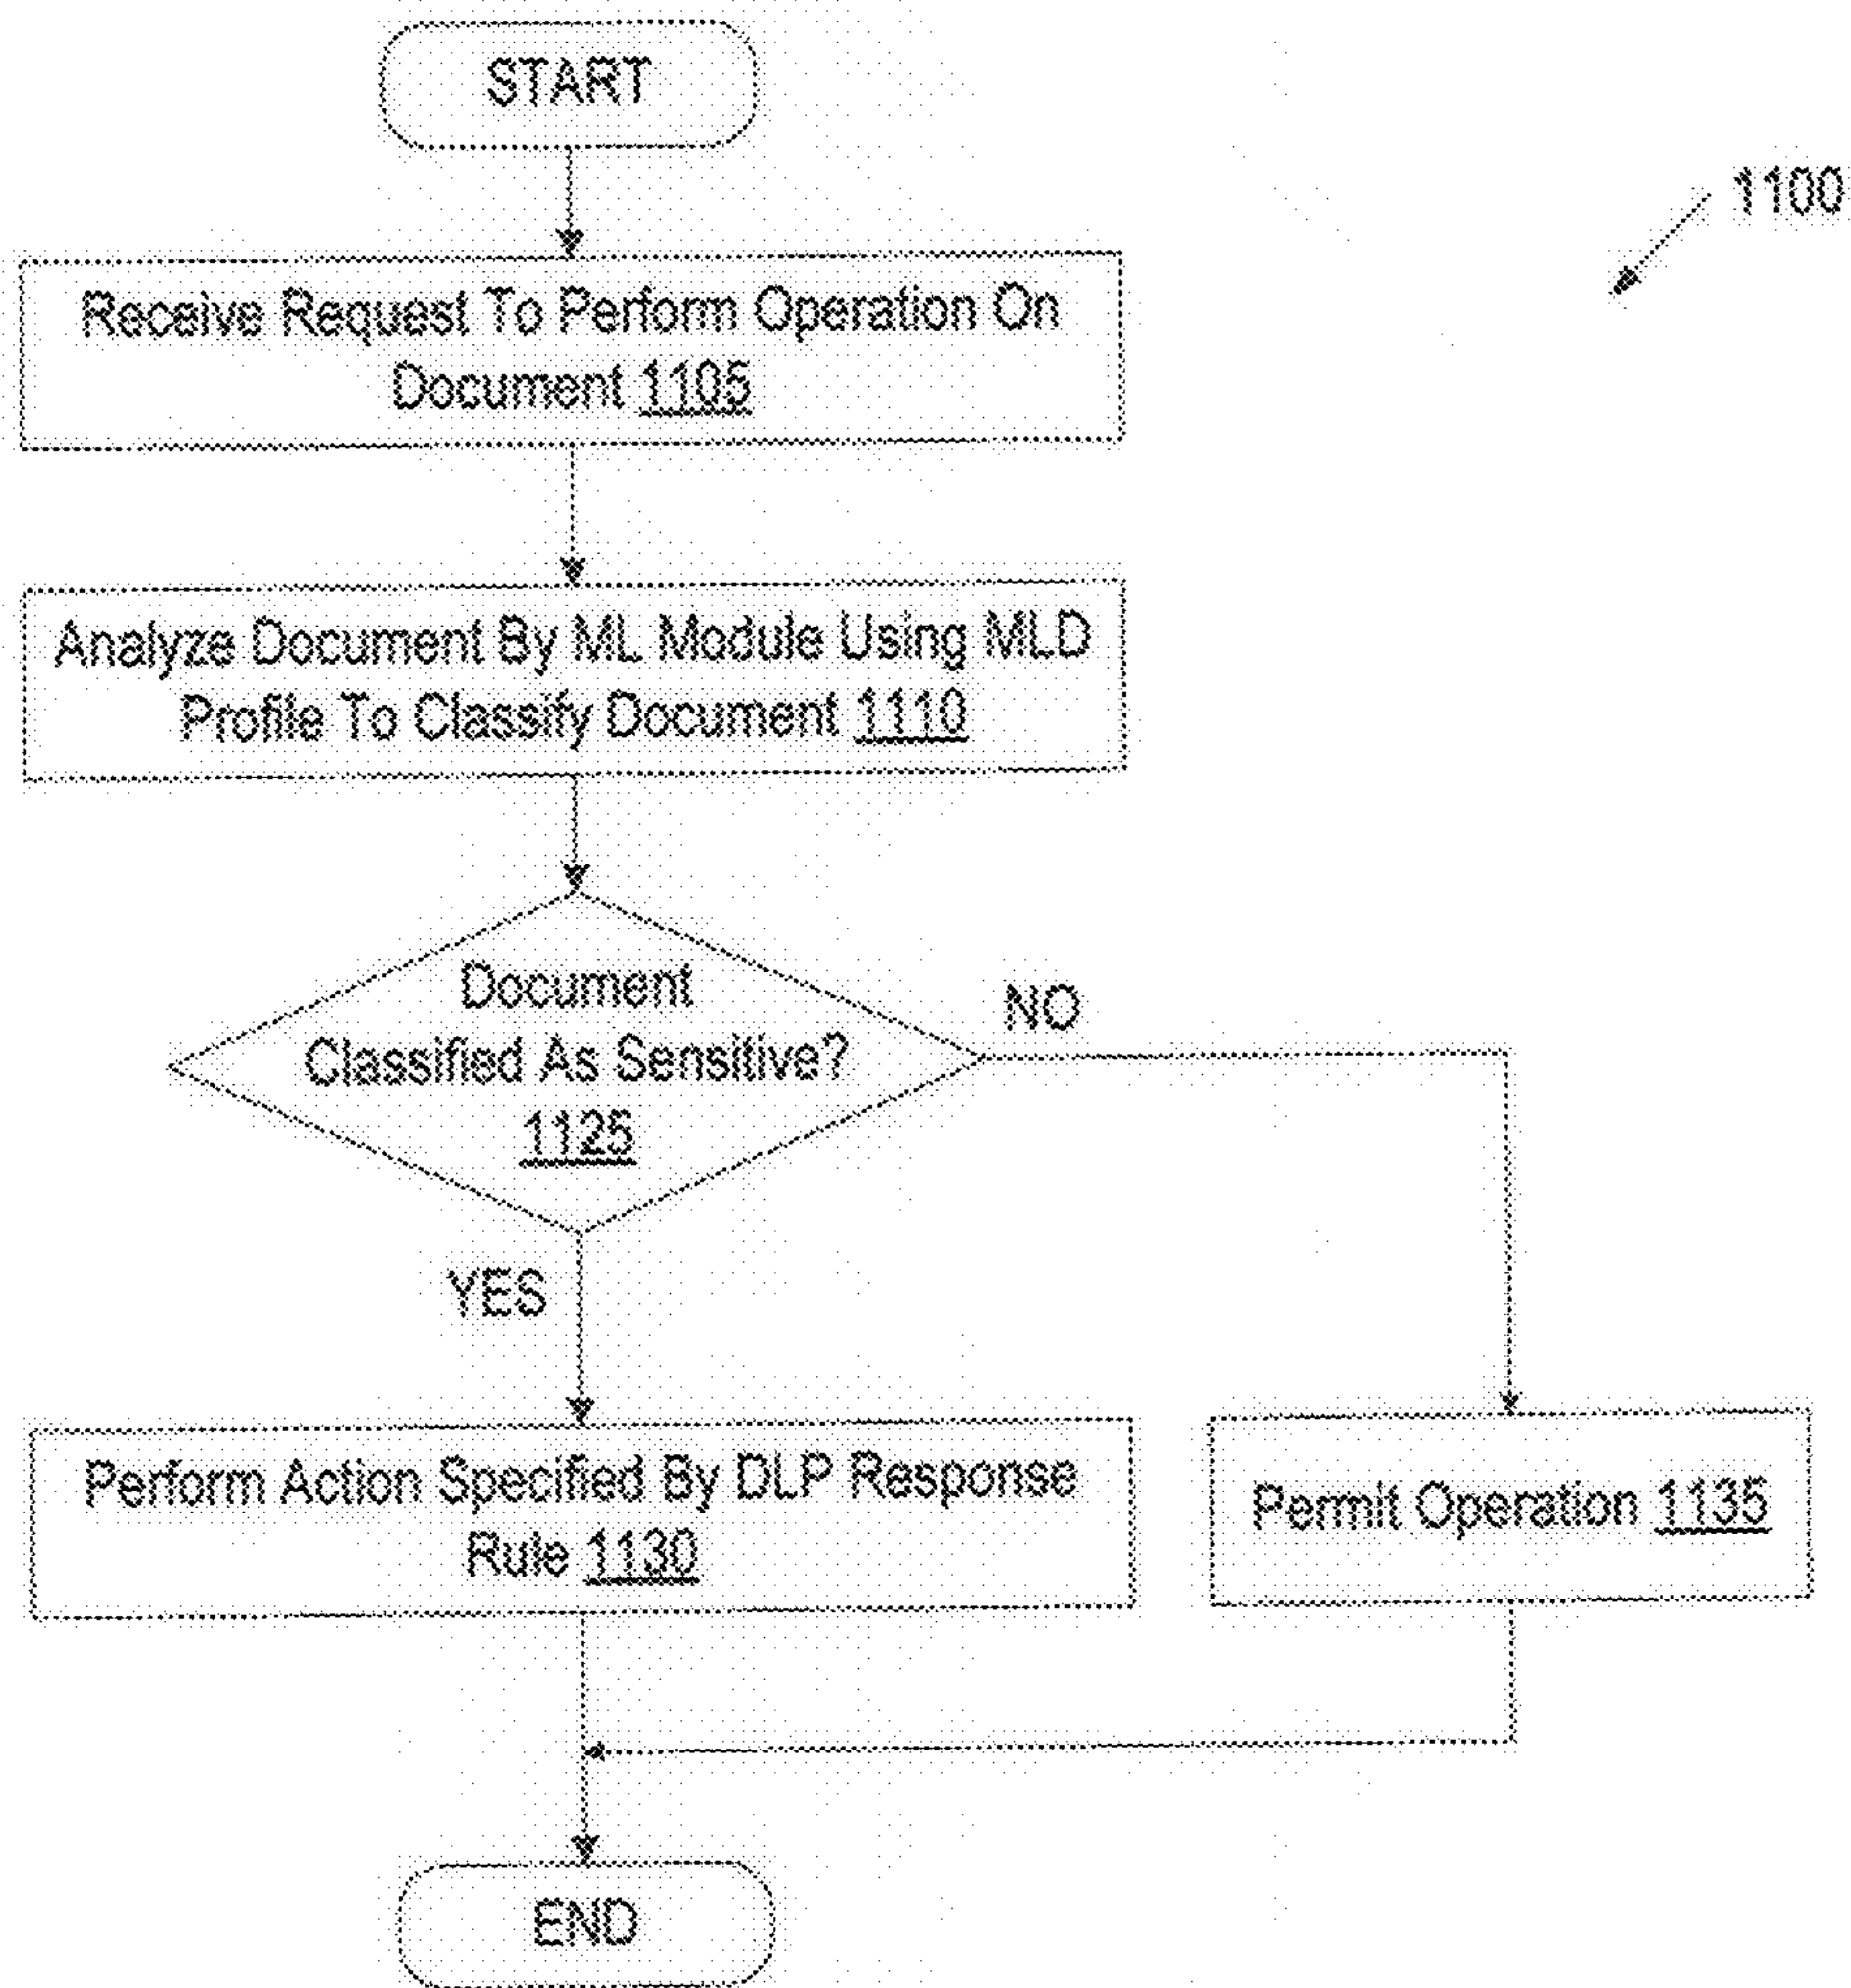 START
1100
Receive Request To Perform Operation On
Document 1105
Analyze Document By ML Module Using MLD
Profile To Classify Document 1110
Document
Classified As Sensitive?
1125
NO
YES
Perform Action Specified By DLP Response
Rule 1130
Permit Operation 1135
END